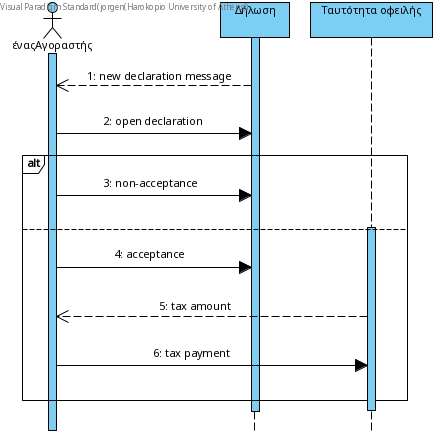 Visual Paradigm Standard(jorgen(Harokopio University of Athens))
Δήλωση
Ταυτότητα οφειλής
έναςΑγοραστής
1: new declaration message
2: open declaration
alt
3: non-acceptance
4: acceptance
5: tax amount
6: tax payment